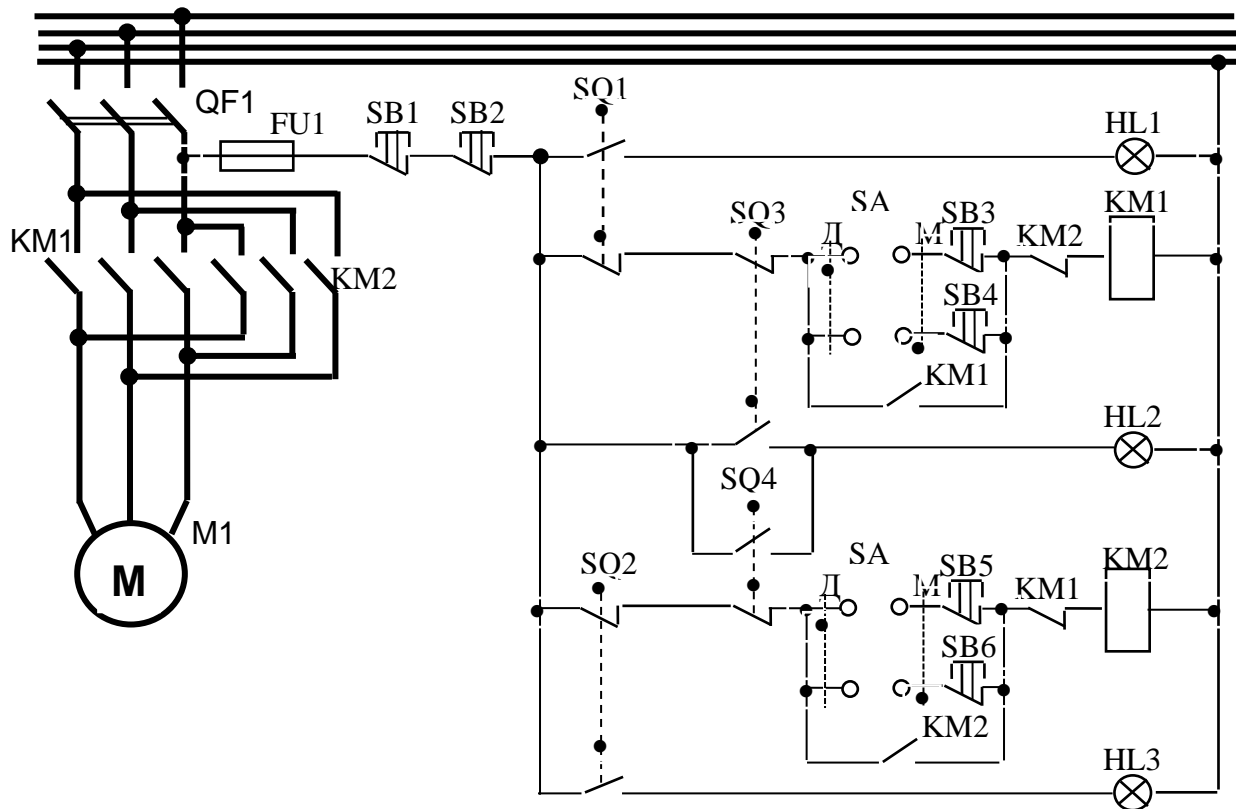 SQ1
QF1
FU1
SB1
SB2
HL1
SQ3
SA
SB3
KM1
Д
М
KM2
KM1
KM2
SB4
KM1
HL2
SQ4
M1
SQ2
SA
SB5
KM2
М
Д
М
KM1
SB6
KM2
HL3